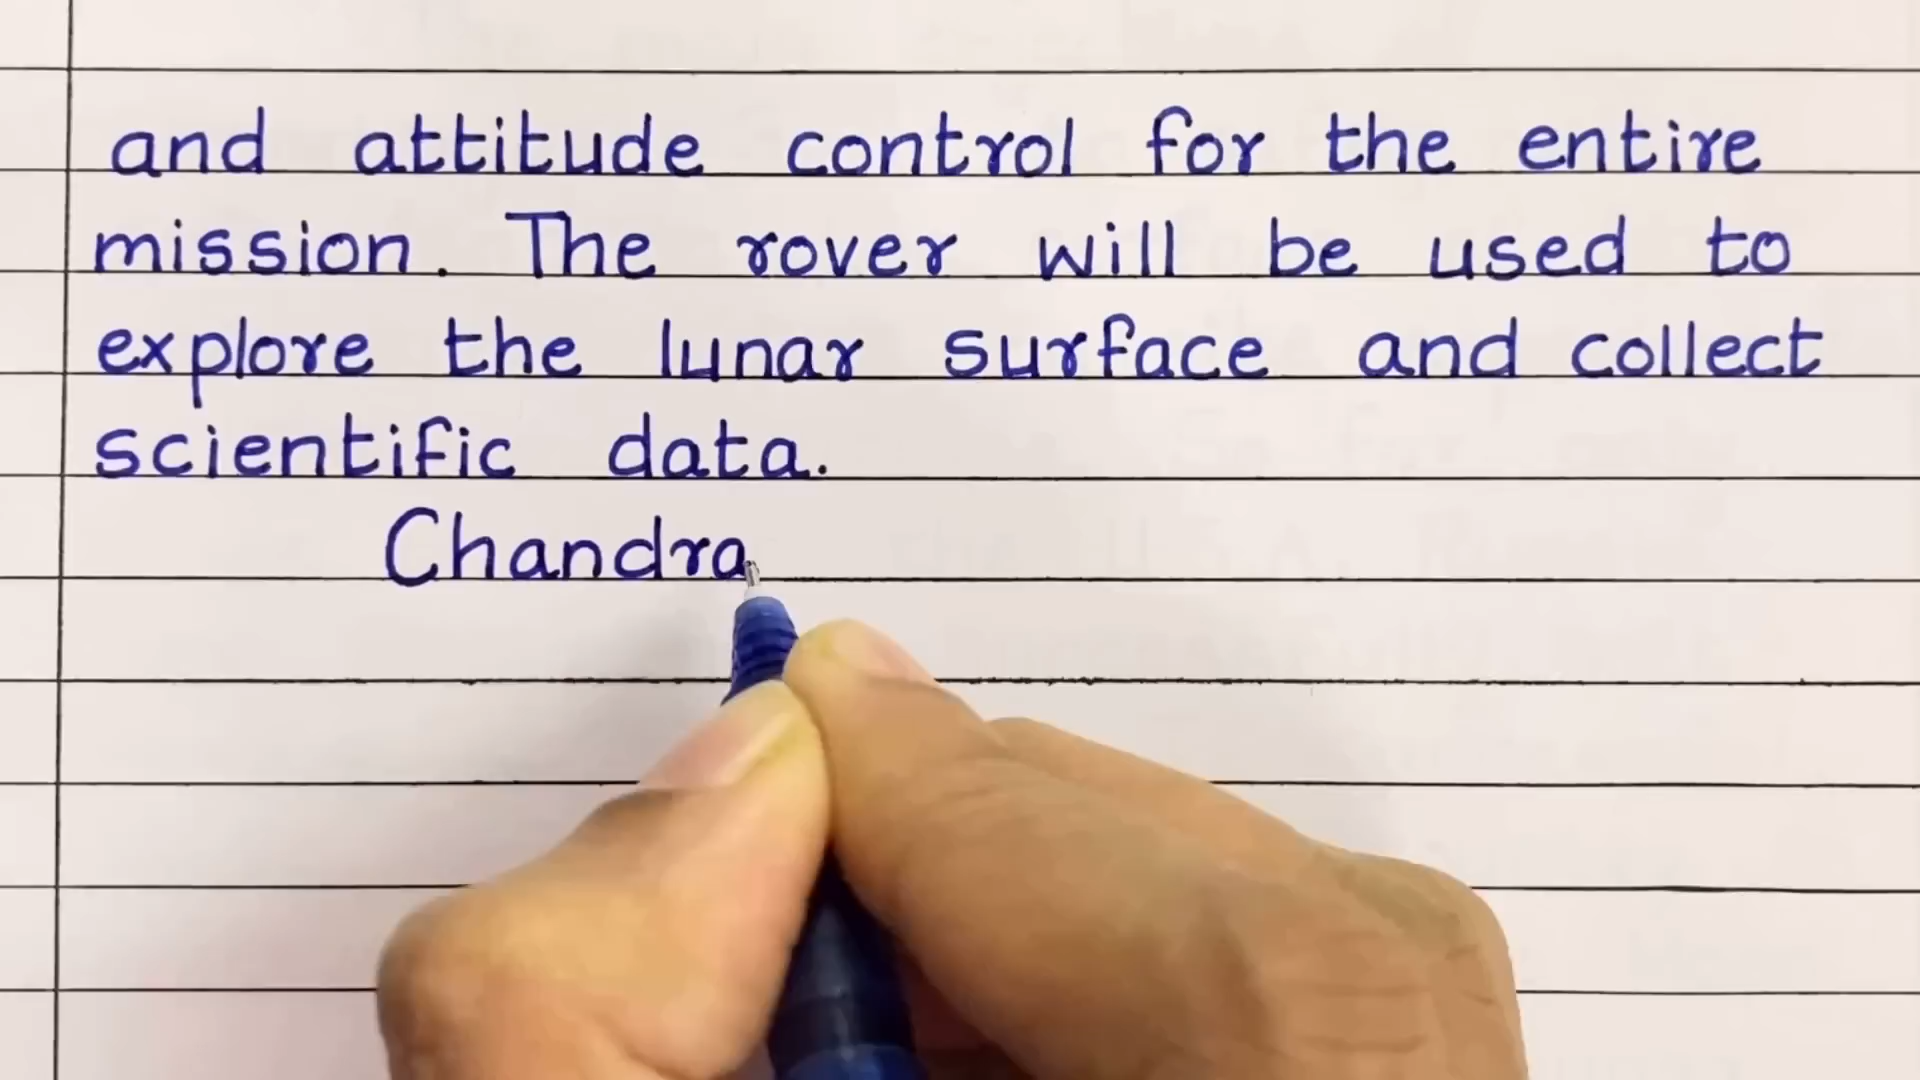 and attitude control for the entire
mission. The rover will be used to
explore the lunar surface and collect
scientific data.
Chandra